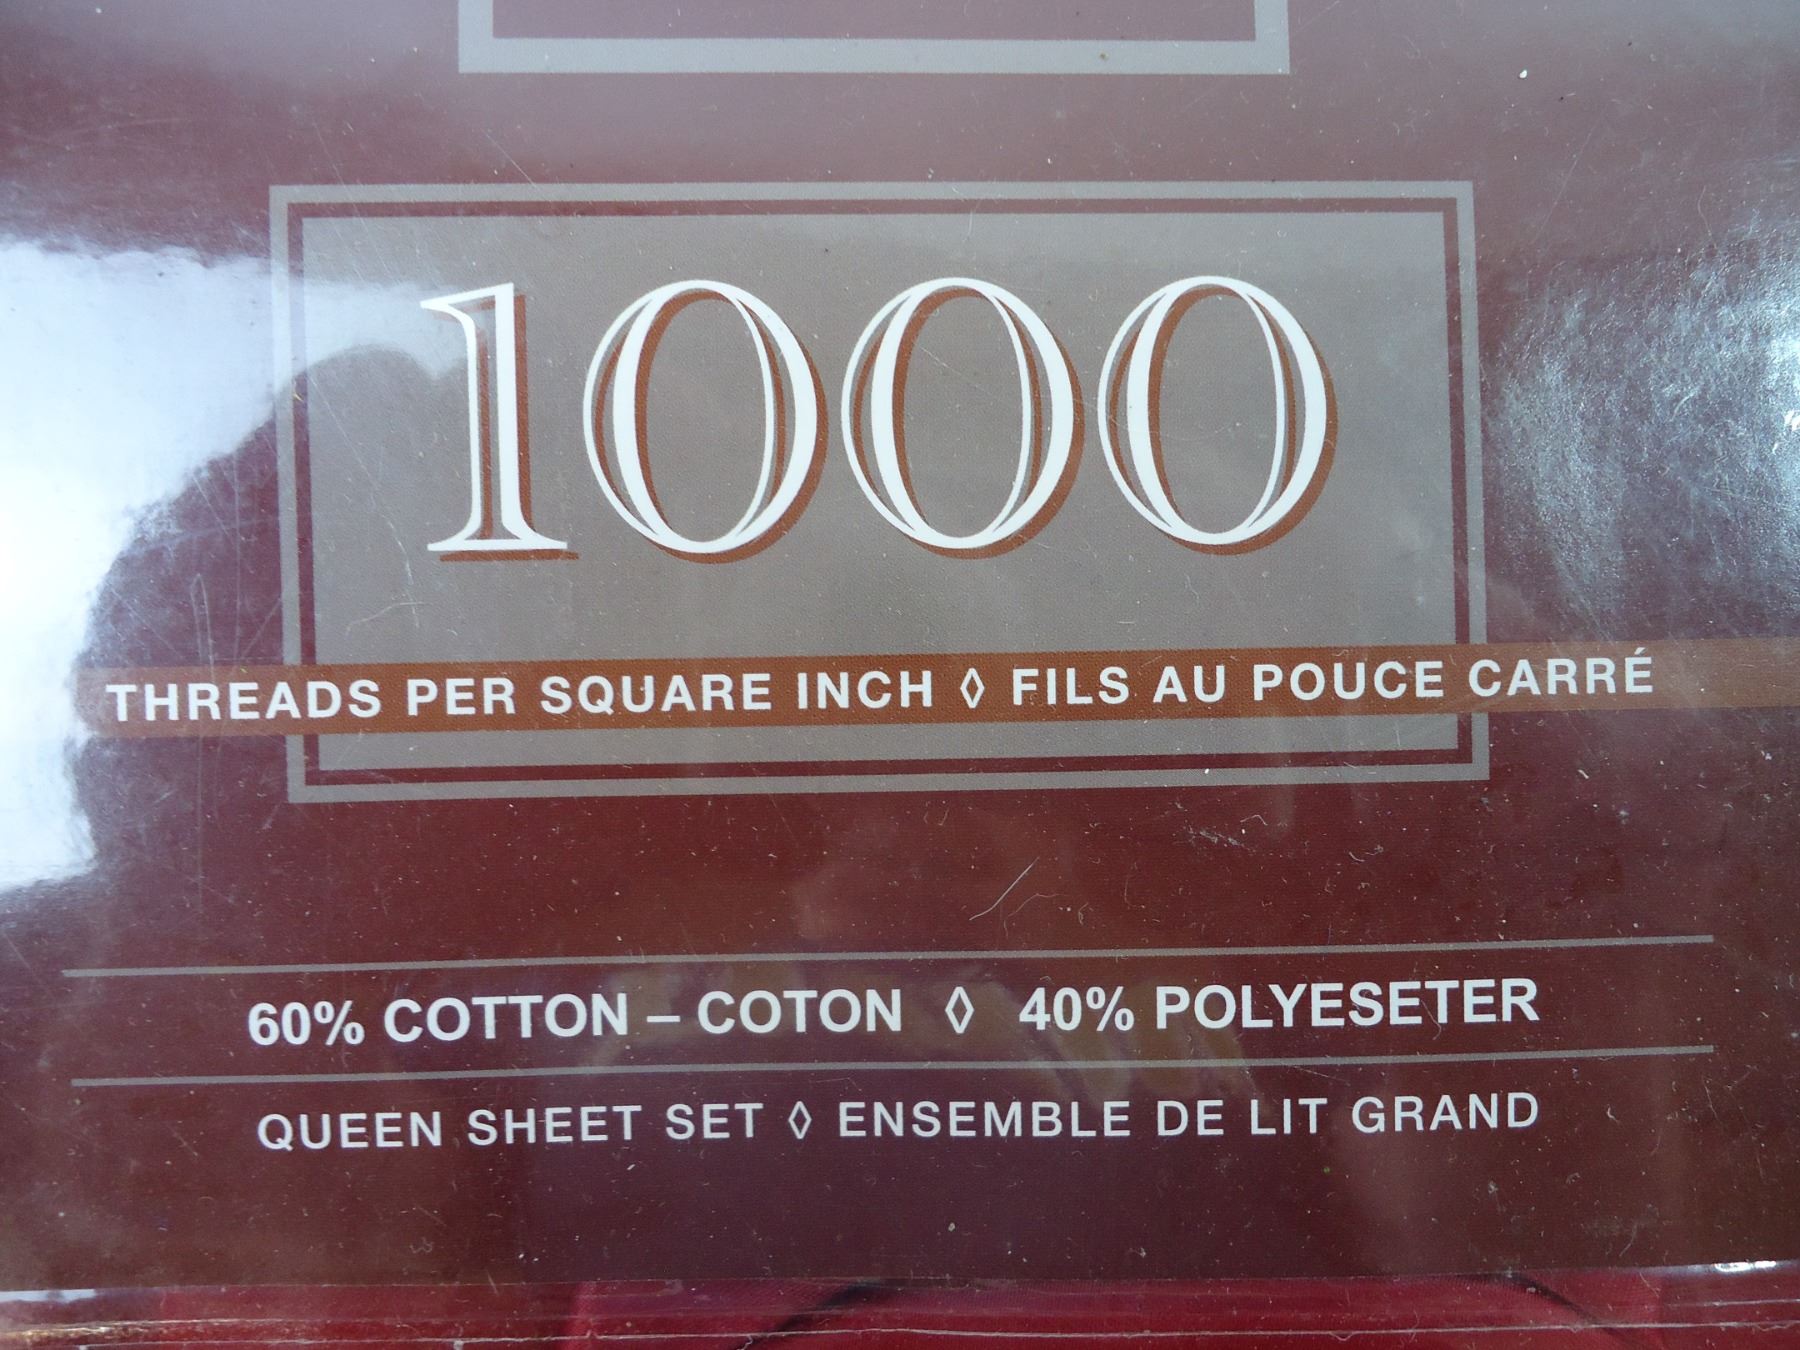 1000
THREADS PER SQUARE INCH ◊ FILS AU POUCE CARRÉ
60% COTTON – COTON ◊ 40% POLYESETER
QUEEN SHEET SET ◊ ENSEMBLE DE LIT GRAND